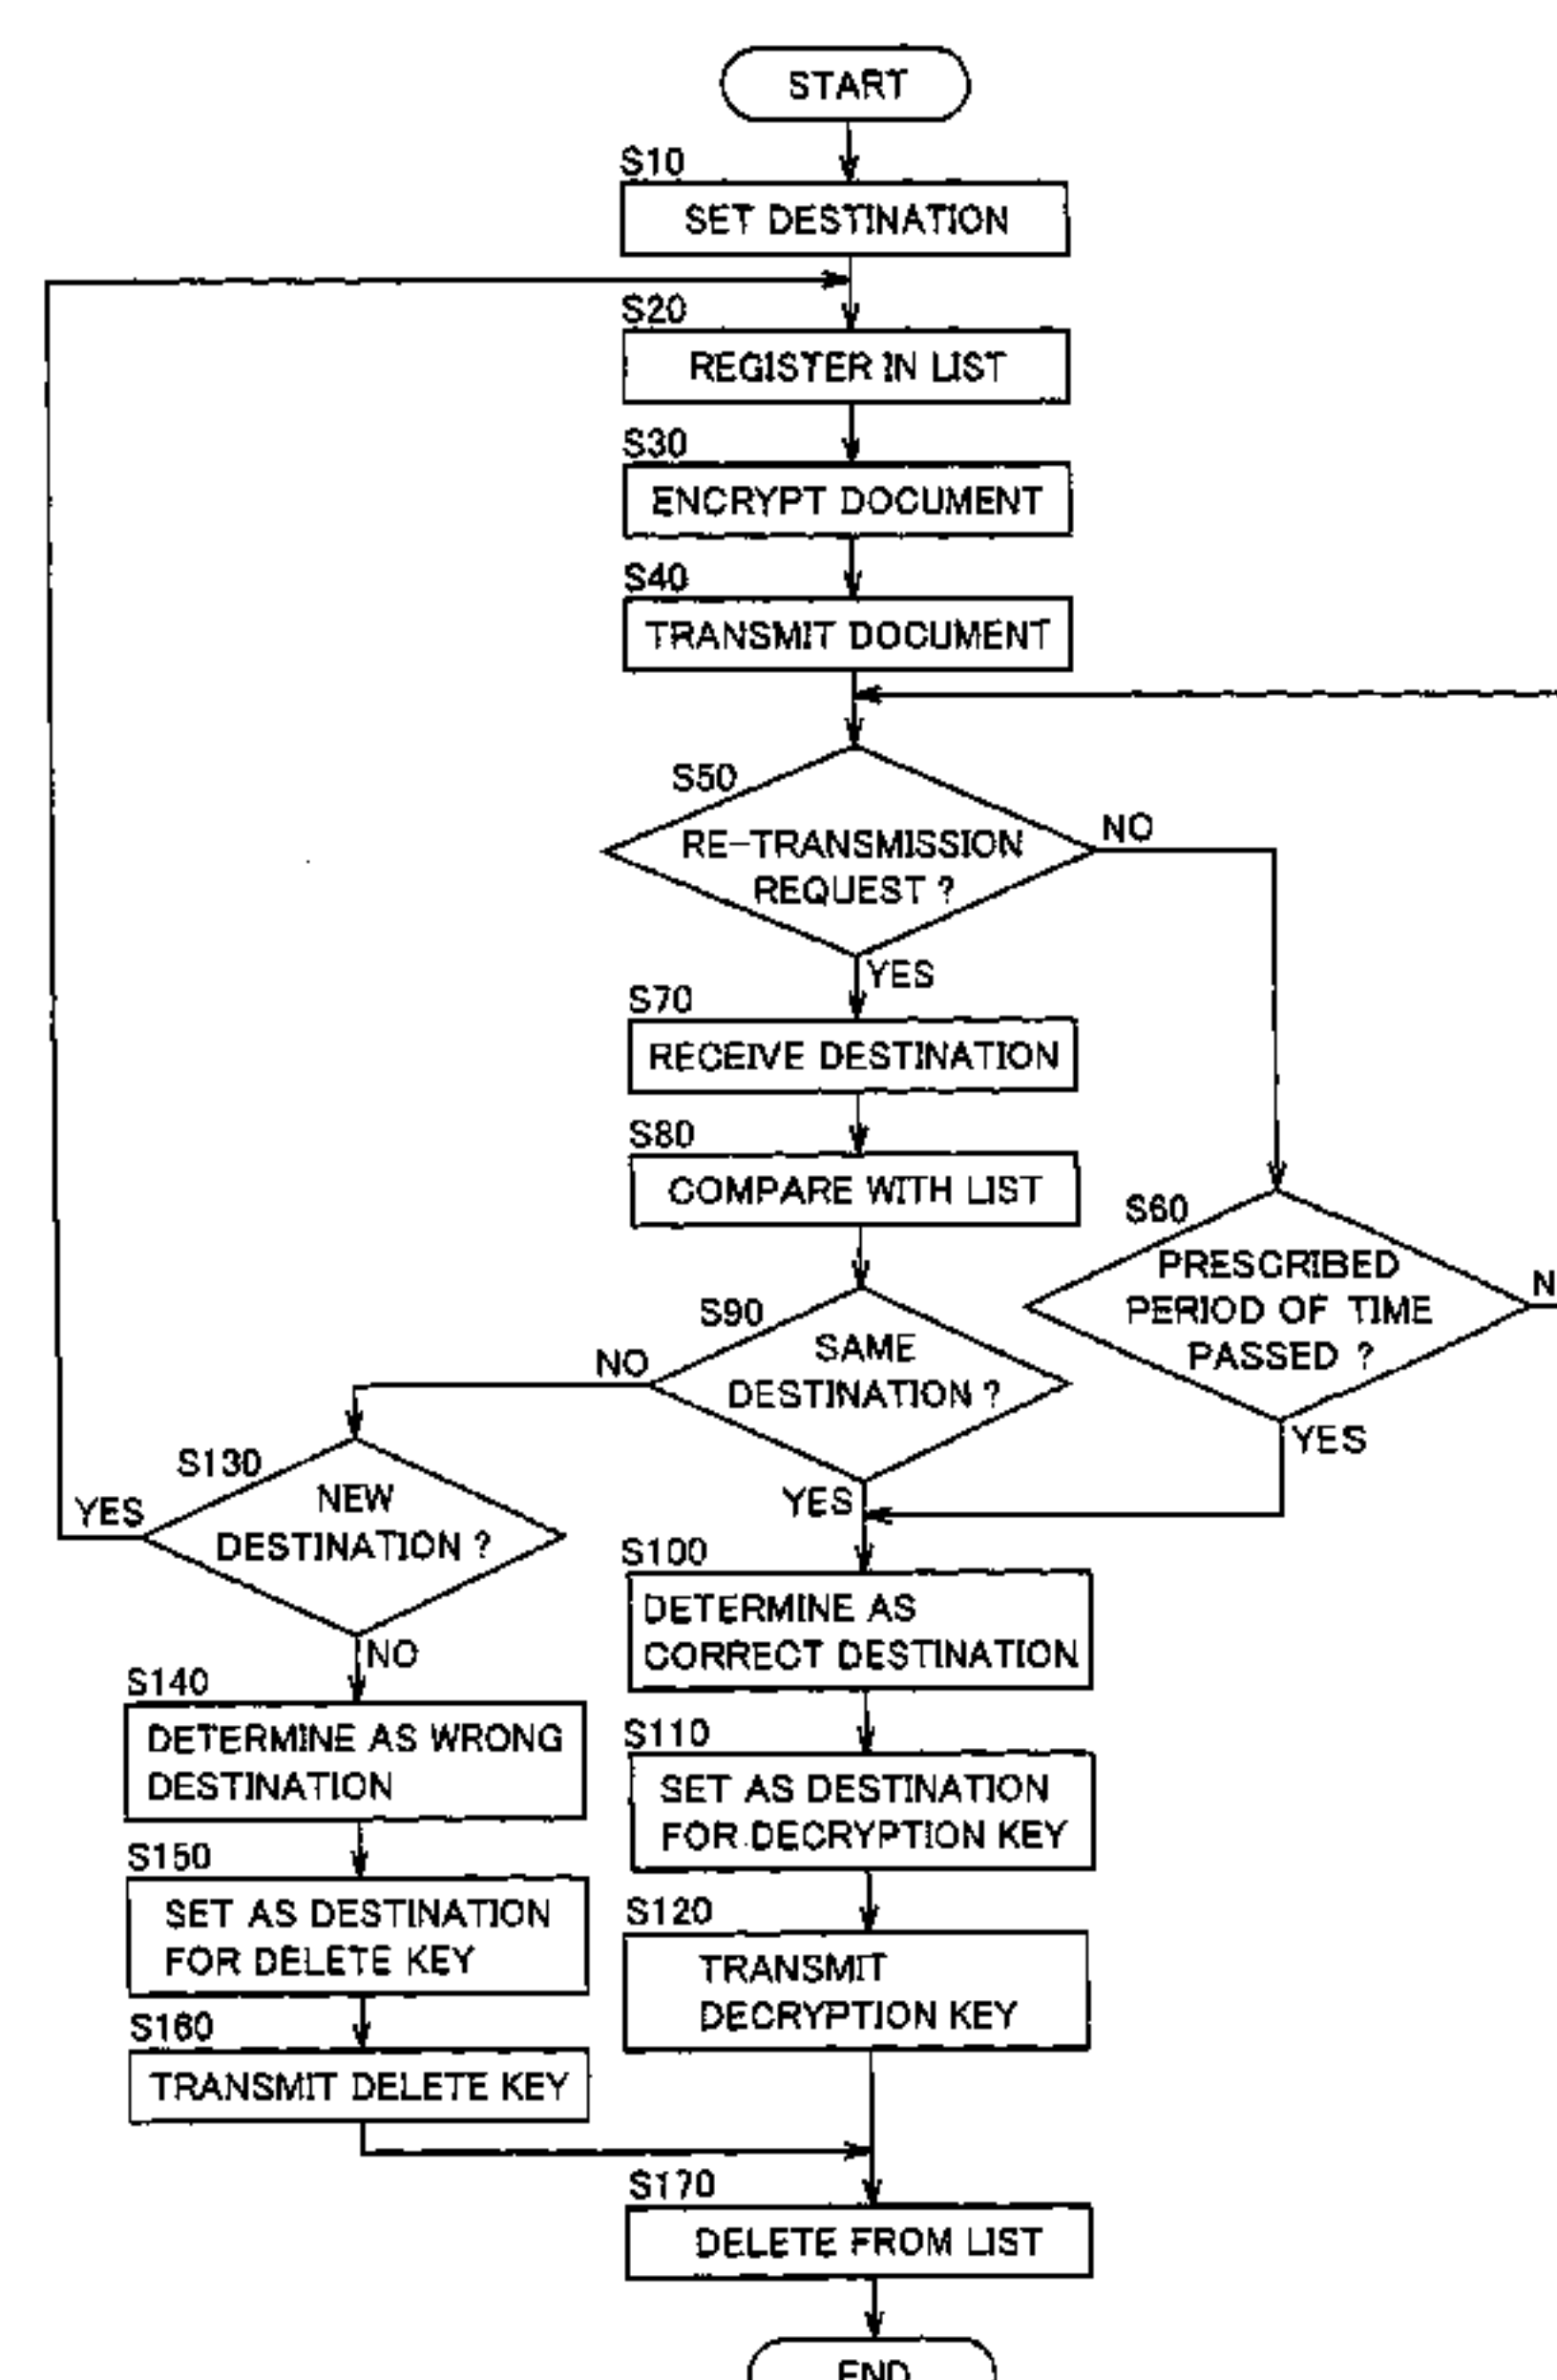 START
S10
SET DESTINATION
S20
REGISTER IN LIST
S30
ENCRYPT DOCUMENT
S40
TRANSMIT DOCUMENT
S50
RE-TRANSMISSION
REQUEST ?
NO
YES
S70
RECEIVE DESTINATION
S80
COMPARE WITH LIST
S60
PRESCRIBED
PERIOD OF TIME
PASSED ?
N
YES
S90
SAME
DESTINATION ?
NO
YES
S130
NEW
DESTINATION ?
YES
NO
S100
DETERMINE AS
CORRECT DESTINATION
S140
DETERMINE AS WRONG
DESTINATION
S110
SET AS DESTINATION
FOR DECRYPTION KEY
S150
SET AS DESTINATION
FOR DELETE KEY
S120
TRANSMIT
DECRYPTION KEY
S160
TRANSMIT DELETE KEY
S170
DELETE FROM LIST
END